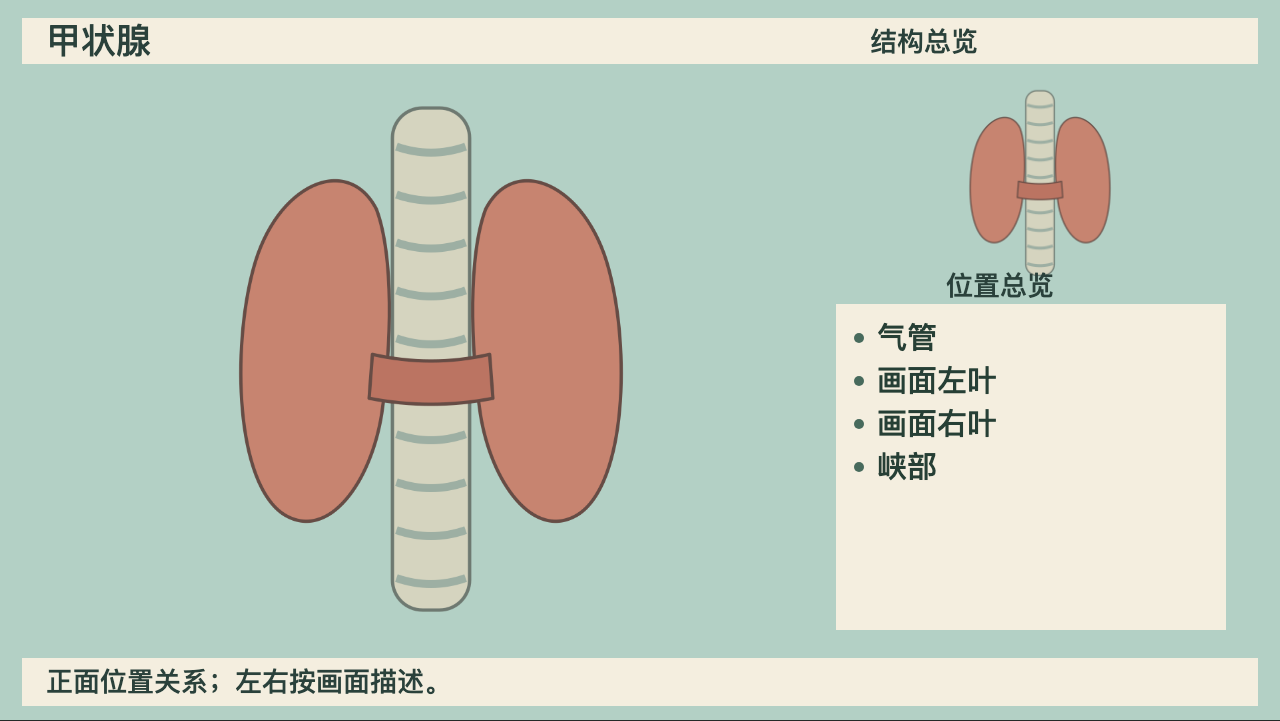 甲状腺
结构总览
位置总览
• 气管
• 画面左叶
• 画面右叶
• 峡部
正面位置关系；左右按画面描述。